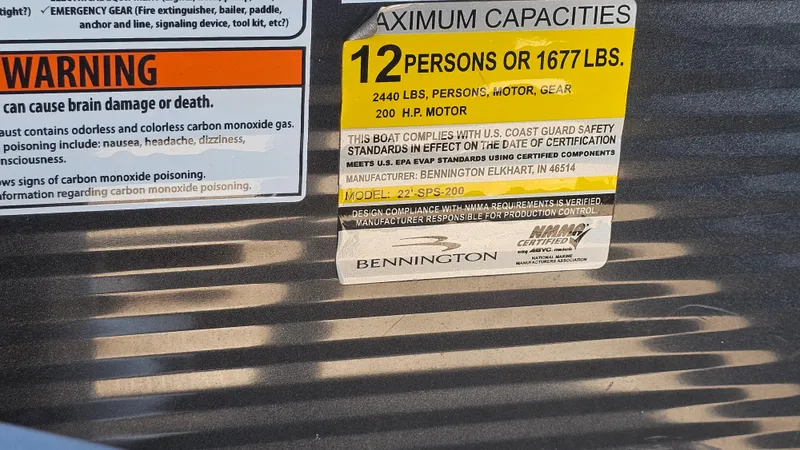 tight?) ✓ EMERGENCY GEAR (Fire extinguisher, bailer, paddle,
anchor and line, signaling device, tool kit, etc?)
WARNING
can cause brain damage or death.
aust contains odorless and colorless carbon monoxide gas.
poisoning include: nausea, headache, dizziness,
nsciousness.
ows signs of carbon monoxide poisoning.
nformation regarding carbon monoxide poisoning.
AXIMUM CAPACITIES
12 PERSONS OR 1677 LBS.
2440 LBS, PERSONS, MOTOR, GEAR
200 H.P. MOTOR
THIS BOAT COMPLIES WITH U.S. COAST GUARD SAFETY
STANDARDS IN EFFECT ON THE DATE OF CERTIFICATION
MEETS U.S. EPA EVAP STANDARDS USING CERTIFIED COMPONENTS
MANUFACTURER: BENNINGTON ELKHART, IN 46514
MODEL: 22'-SPS-200
DESIGN COMPLIANCE WITH NMMA REQUIREMENTS IS VERIFIED.
MANUFACTURER RESPONSIBLE FOR PRODUCTION CONTROL.
BENNINGTON
NMMA
CERTIFIED
using ABYC standards
NATIONAL MARINE
MANUFACTURERS ASSOCIATION